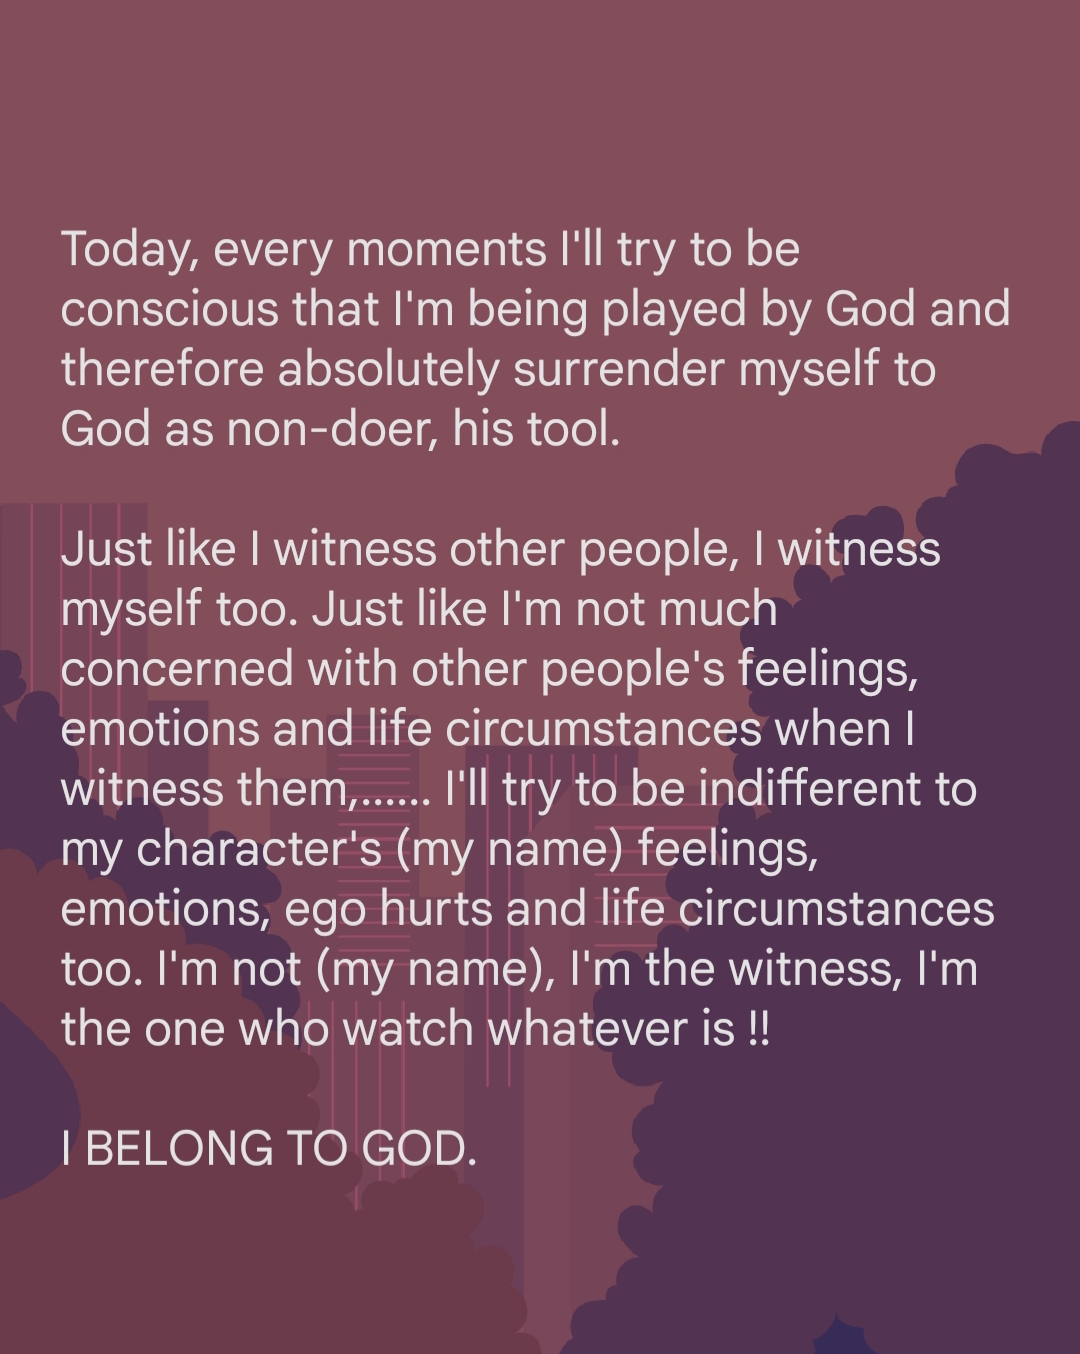 Today, every moments I'll try to be
conscious that I'm being played by God and
therefore absolutely surrender myself to
God as non-doer, his tool.
Just like I witness other people, I witness
myself too. Just like I'm not much
concerned with other people's feelings,
emotions and life circumstances when I
witness them,...... I'll try to be indifferent to
my character's (my name) feelings,
emotions, ego hurts and life circumstances
too. I'm not (my name), I'm the witness, I'm
the one who watch whatever is !!
I BELONG TO GOD.